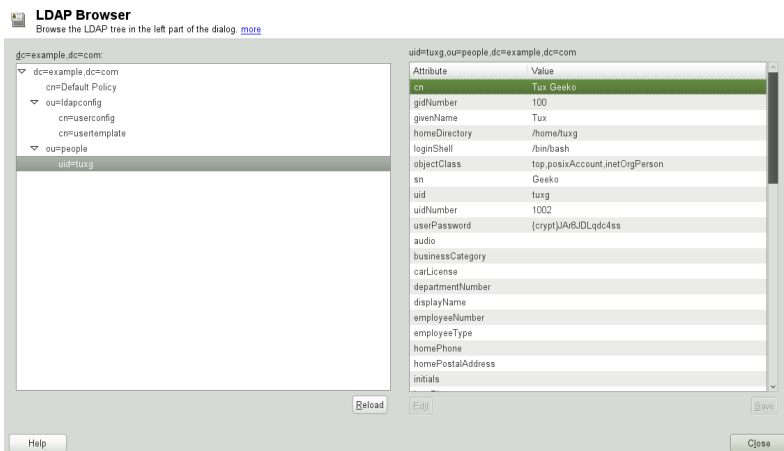 LDAP Browser
Browse the LDAP tree in the left part of the dialog. more
dc=example,dc=com:
dc=example,dc=com
cn=Default Policy
ou=ldapconfig
cn=userconfig
cn=usertemplate
ou=people
uid=tuxg
Reload
uid=tuxg,ou=people,dc=example,dc=com
Attribute Value
cn Tux Geeko
gidNumber 100
givenName Tux
homeDirectory /home/tuxg
loginShell /bin/bash
objectClass top,posixAccount,inetOrgPerson
sn Geeko
uid tuxg
uidNumber 1002
userPassword {crypt}JAr8JDLqdc4ss
audio
businessCategory
carLicense
departmentNumber
displayName
employeeNumber
employeeType
homePhone
homePostalAddress
initials
Edit Save
Help Close